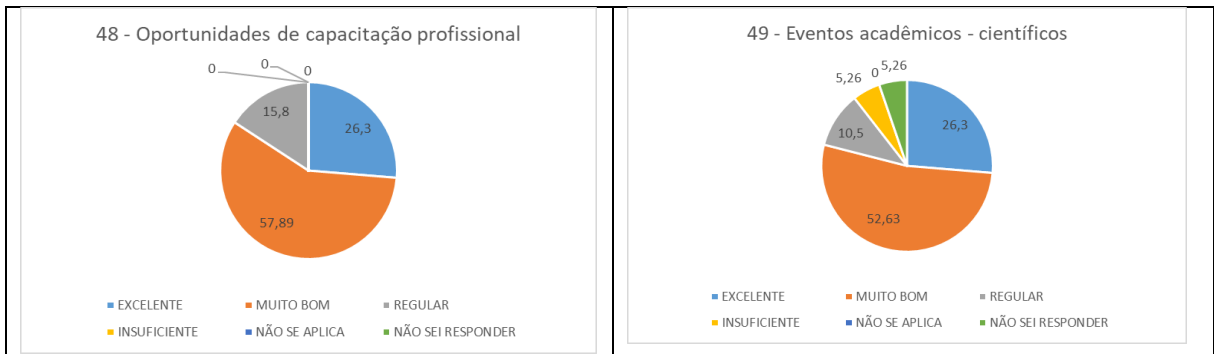 48 - Oportunidades de capacitação profissional
0
0
0
15,8
26,3
57,89
EXCELENTE
MUITO BOM
REGULAR
INSUFICIENTE
NÃO SE APLICA
NÃO SEI RESPONDER
49 - Eventos acadêmicos - científicos
5,26
0
5,26
10,5
26,3
52,63
EXCELENTE
MUITO BOM
REGULAR
INSUFICIENTE
NÃO SE APLICA
NÃO SEI RESPONDER